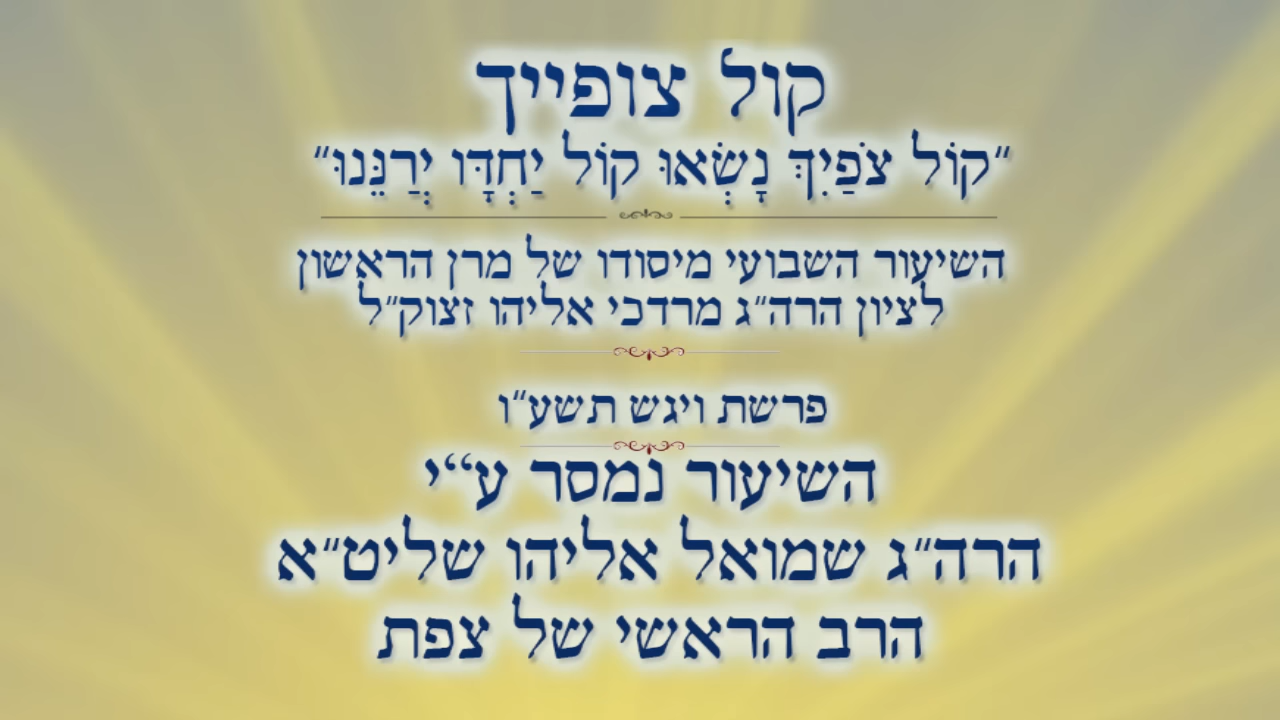 קול צופייך
"קוֹל צֹפַיִךְ נָשְׂאוּ קוֹל יַחְדָּו יְרַנֵּנוּ"
השיעור השבועי מיסודו של מרן הראשון
לציון הרה"ג מרדכי אליהו זצוק"ל
פרשת ויגש תשע"ו
השיעור נמסר ע"י
הרה"ג שמואל אליהו שליט"א
הרב הראשי של צפת